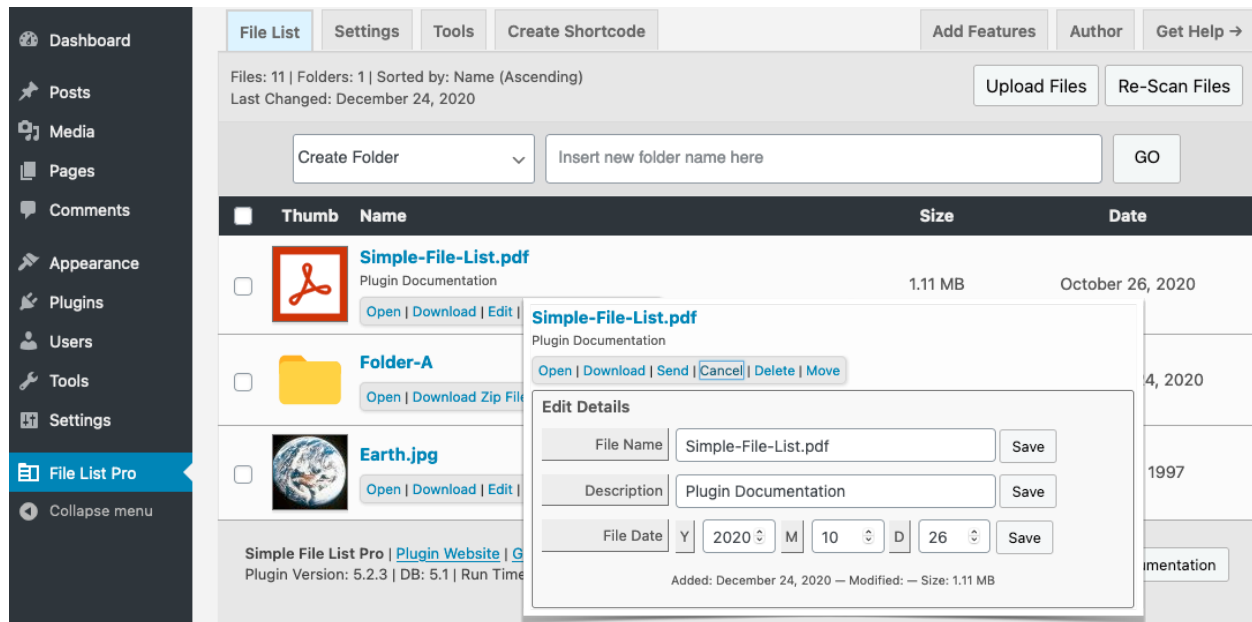 Dashboard
Posts
Media
Pages
Comments
Appearance
Plugins
Users
Tools
Settings
File List Pro
Collapse menu
File List Settings Tools Create Shortcode Add Features Author Get Help →
Files: 11 | Folders: 1 | Sorted by: Name (Ascending)
Last Changed: December 24, 2020
Upload Files Re-Scan Files
Create Folder Insert new folder name here GO
Thumb Name Size Date
Simple-File-List.pdf
Plugin Documentation
1.11 MB October 26, 2020
Open | Download | Edit |
Folder-A
4, 2020
Open | Download Zip File
Earth.jpg
1997
Open | Download | Edit |
Simple File List Pro | Plugin Website | G
Plugin Version: 5.2.3 | DB: 5.1 | Run Time
umentation
Simple-File-List.pdf
Plugin Documentation
Open | Download | Send | Cancel | Delete | Move
Edit Details
File Name Simple-File-List.pdf Save
Description Plugin Documentation Save
File Date Y 2020 M 10 D 26 Save
Added: December 24, 2020 — Modified: — Size: 1.11 MB